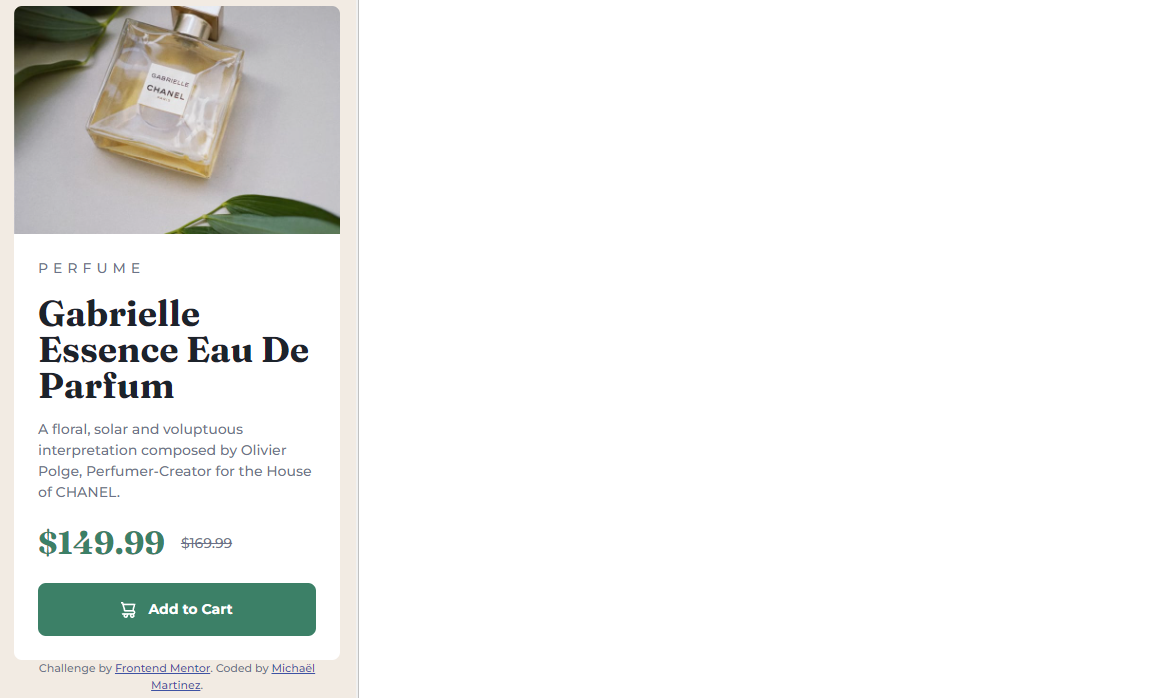 GABRIELLE
CHANEL
PARIS
PERFUME
Gabrielle
Essence Eau De
Parfum
A floral, solar and voluptuous
interpretation composed by Olivier
Polge, Perfumer-Creator for the House
of CHANEL.
$149.99 $169.99
Add to Cart
Challenge by Frontend Mentor. Coded by Michaël
Martinez.